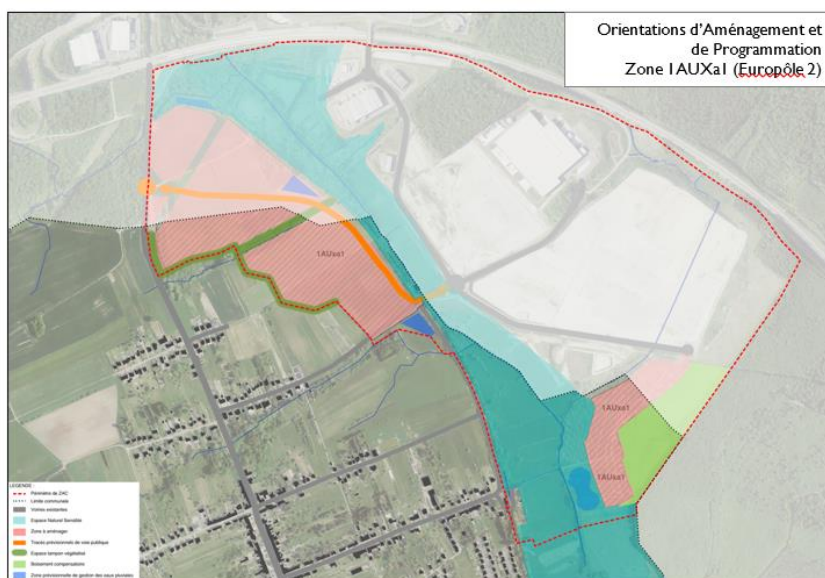 Orientations d'Aménagement et
de Programmation
Zone 1AUXa1 (Europôle 2)
1AUxa1
1AUxa1
1AUxa1
LEGENDE :
Périmètre de ZAC
Limite communale
Voiries existantes
Espace Naturel Sensible
Zone à aménager
Tracés prévisionnels de voie publique
Espace tampon végétalisé
Boisement compensatoire
Zone prévisionnelle de gestion des eaux pluviales